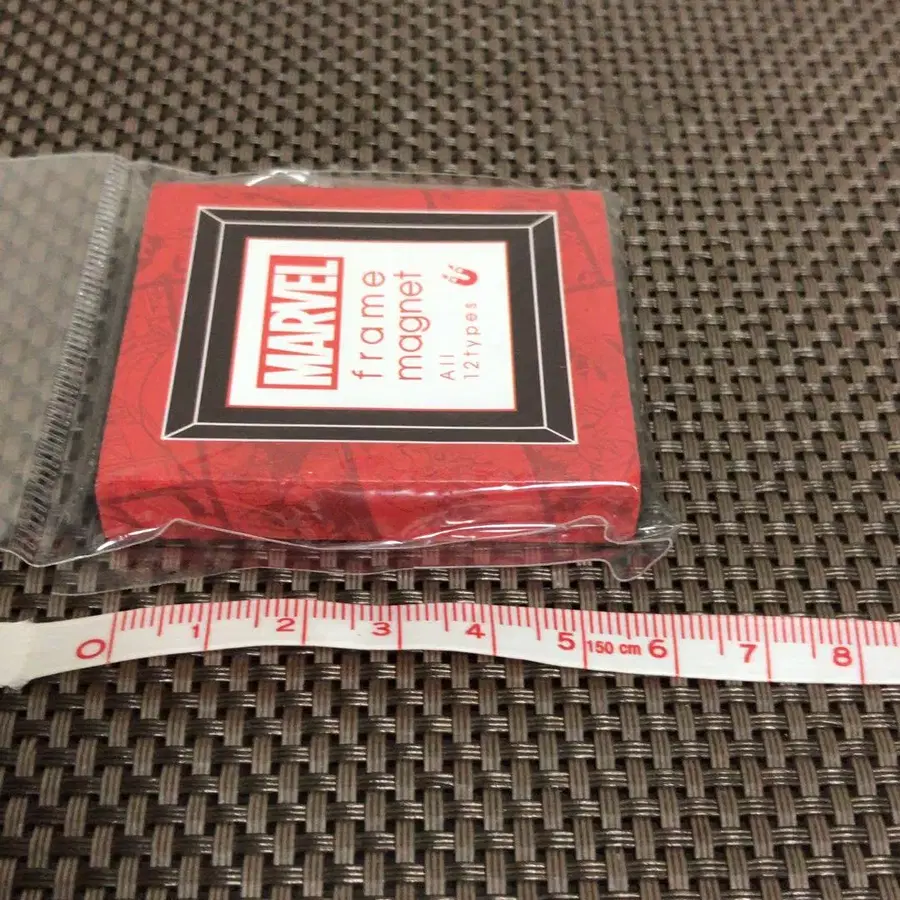 MARVEL
frame
magnet
All
12types
0 1 2 3 4 5 150 cm 6 7 8